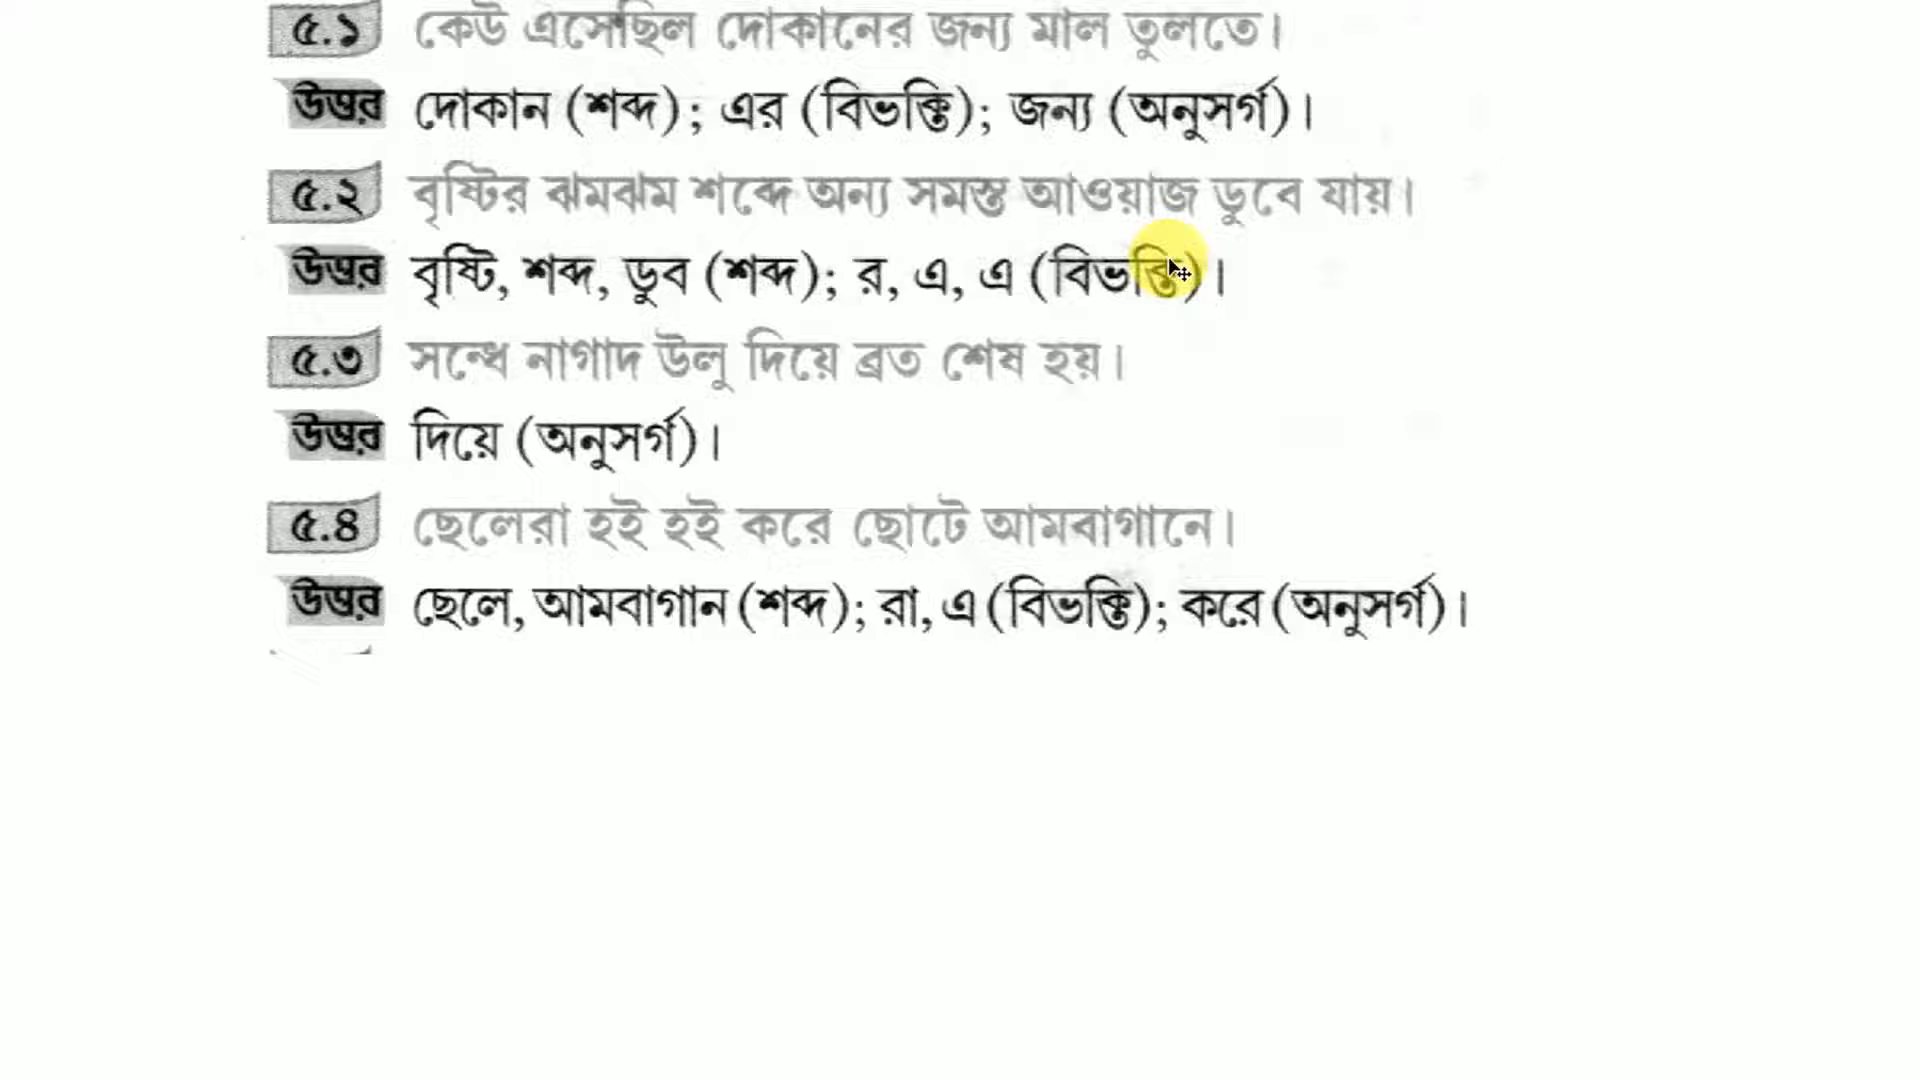 ৫.১ কেউ এসেছিল দোকানের জন্য মাল তুলতে।
উত্তর দোকান (শব্দ); এর (বিভক্তি); জন্য (অনুসর্গ)।
৫.২ বৃষ্টির ঝমঝম শব্দে অন্য সমস্ত আওয়াজ ডুবে যায়।
উত্তর বৃষ্টি, শব্দ, ডুব (শব্দ); র, এ, এ (বিভক্তি)।
৫.৩ সন্ধে নাগাদ উলু দিয়ে ব্রত শেষ হয়।
উত্তর দিয়ে (অনুসর্গ)।
৫.৪ ছেলেরা হই হই করে ছোটে আমবাগানে।
উত্তর ছেলে, আমবাগান (শব্দ); রা, এ (বিভক্তি); করে (অনুসর্গ)।